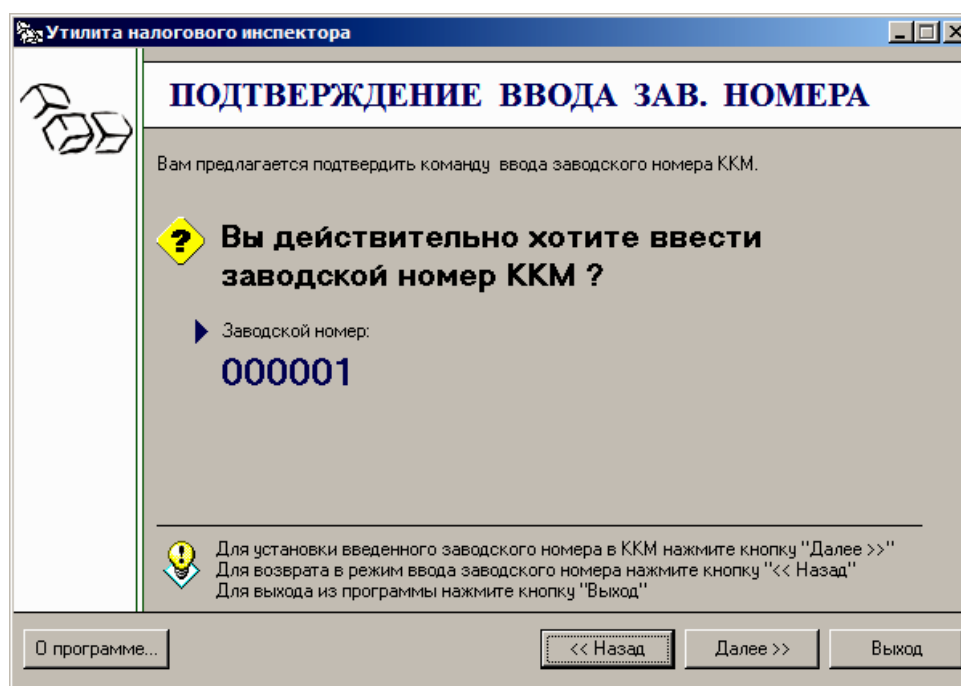 Утилита налогового инспектора
ПОДТВЕРЖДЕНИЕ ВВОДА ЗАВ. НОМЕРА
Вам предлагается подтвердить команду ввода заводского номера ККМ.
Вы действительно хотите ввести
заводской номер ККМ ?
Заводской номер:
000001
Для установки введенного заводского номера в ККМ нажмите кнопку "Далее >>"
Для возврата в режим ввода заводского номера нажмите кнопку "<< Назад"
Для выхода из программы нажмите кнопку "Выход"
О программе... << Назад Далее >> Выход